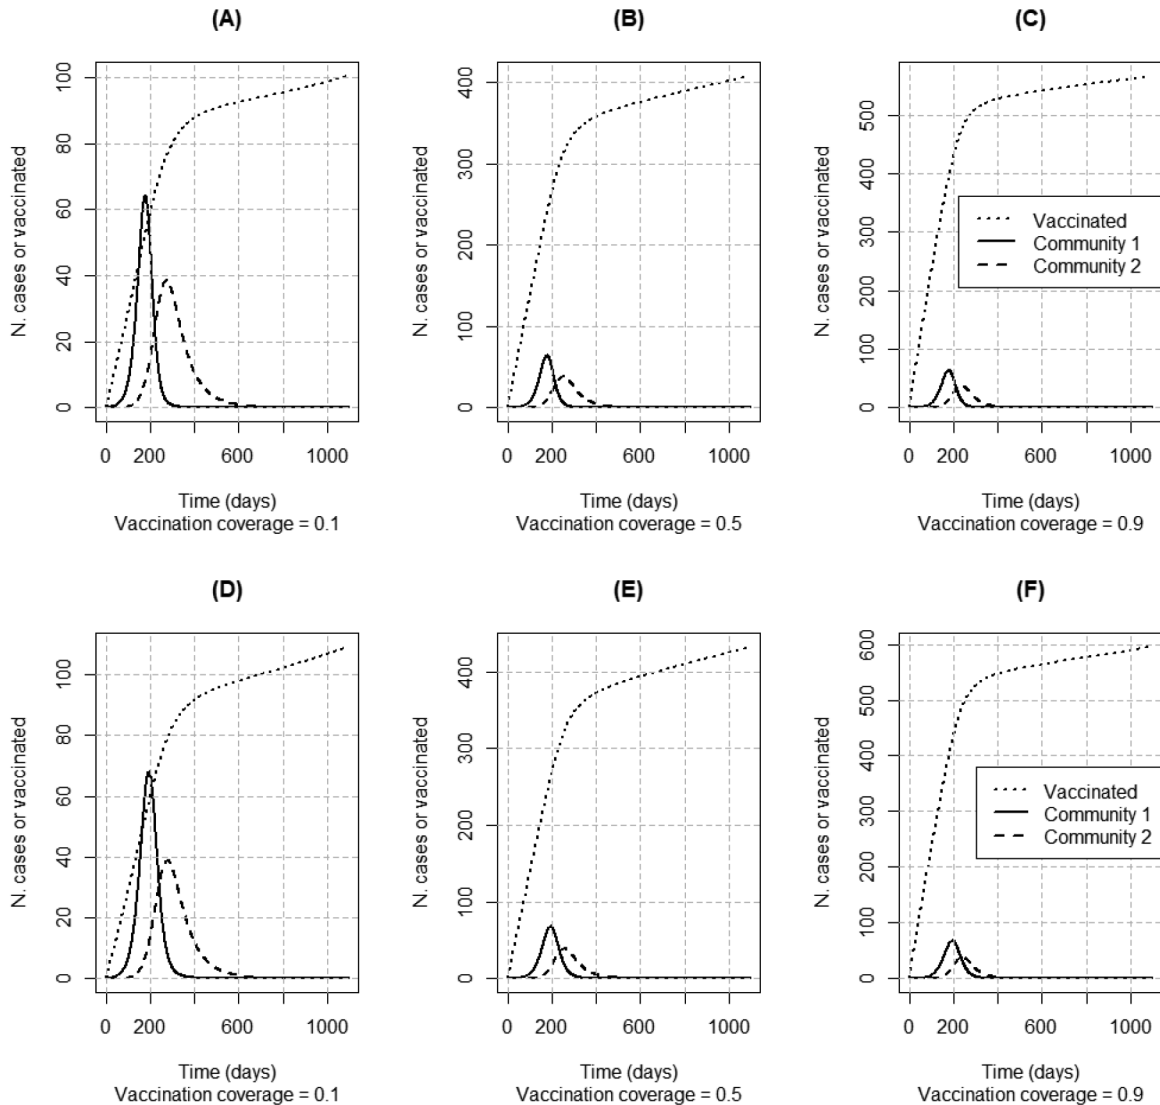 (A)
N. cases or vaccinated
100
80
60
40
20
0
0 200 600 1000
Time (days)
Vaccination coverage = 0.1
(B)
N. cases or vaccinated
400
300
200
100
0
0 200 600 1000
Time (days)
Vaccination coverage = 0.5
(C)
N. cases or vaccinated
500
400
300
200
100
0
Vaccinated
Community 1
Community 2
0 200 600 1000
Time (days)
Vaccination coverage = 0.9
(D)
N. cases or vaccinated
100
80
60
40
20
0
0 200 600 1000
Time (days)
Vaccination coverage = 0.1
(E)
N. cases or vaccinated
400
300
200
100
0
0 200 600 1000
Time (days)
Vaccination coverage = 0.5
(F)
N. cases or vaccinated
600
500
400
300
200
100
0
Vaccinated
Community 1
Community 2
0 200 600 1000
Time (days)
Vaccination coverage = 0.9